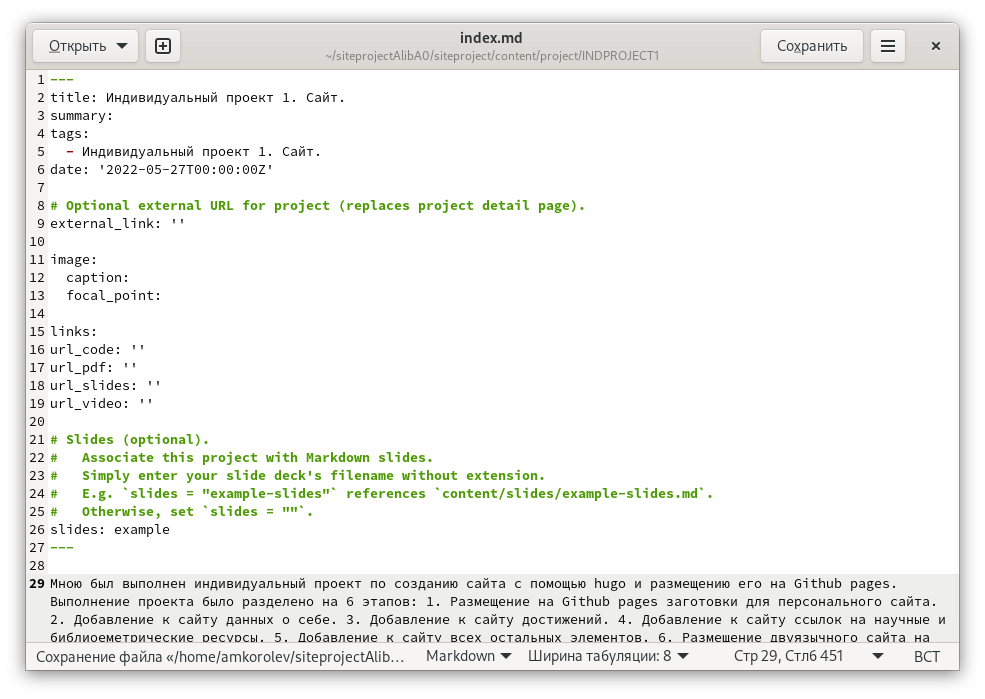 Открыть
index.md
~/siteprojectAlibA0/siteproject/content/project/INDPROJECT1
Сохранить
1 ---
2 title: Индивидуальный проект 1. Сайт.
3 summary:
4 tags:
5   - Индивидуальный проект 1. Сайт.
6 date: '2022-05-27T00:00:00Z'
7
8 # Optional external URL for project (replaces project detail page).
9 external_link: ''
10
11 image:
12   caption:
13   focal_point:
14
15 links:
16 url_code: ''
17 url_pdf: ''
18 url_slides: ''
19 url_video: ''
20
21 # Slides (optional).
22 #   Associate this project with Markdown slides.
23 #   Simply enter your slide deck's filename without extension.
24 #   E.g. `slides = "example-slides"` references `content/slides/example-slides.md`.
25 #   Otherwise, set `slides = ""`.
26 slides: example
27 ---
28
29 Мною был выполнен индивидуальный проект по созданию сайта с помощью hugo и размещению его на Github pages.
Выполнение проекта было разделено на 6 этапов: 1. Размещение на Github pages заготовки для персонального сайта.
2. Добавление к сайту данных о себе. 3. Добавление к сайту достижений. 4. Добавление к сайту ссылок на научные и
библиоеметрические ресурсы. 5. Добавление к сайту всех остальных элементов. 6. Размещение двуязычного сайта на
Сохранение файла «/home/amkorolev/siteprojectAlib… Markdown Ширина табуляции: 8 Стр 29, Стлб 451 ВСТ